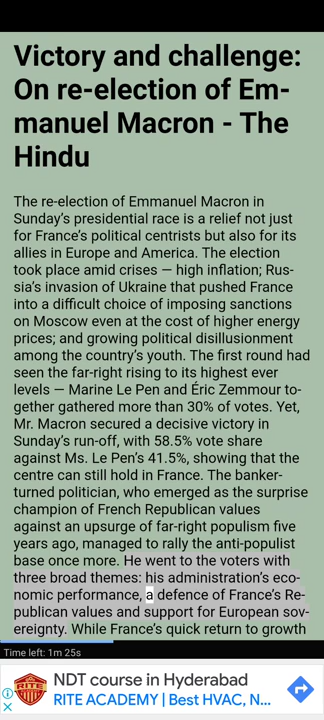 Victory and challenge:
On re-election of Em-
manuel Macron - The
Hindu
The re-election of Emmanuel Macron in
Sunday's presidential race is a relief not just
for France's political centrists but also for its
allies in Europe and America. The election
took place amid crises — high inflation; Rus-
sia's invasion of Ukraine that pushed France
into a difficult choice of imposing sanctions
on Moscow even at the cost of higher energy
prices; and growing political disillusionment
among the country's youth. The first round had
seen the far-right rising to its highest ever
levels — Marine Le Pen and Éric Zemmour to-
gether gathered more than 30% of votes. Yet,
Mr. Macron secured a decisive victory in
Sunday's run-off, with 58.5% vote share
against Ms. Le Pen's 41.5%, showing that the
centre can still hold in France. The banker-
turned politician, who emerged as the surprise
champion of French Republican values
against an upsurge of far-right populism five
years ago, managed to rally the anti-populist
base once more. He went to the voters with
three broad themes: his administration's eco-
nomic performance, a defence of France's Re-
publican values and support for European sov-
ereignty. While France's quick return to growth
Time left: 1m 25s
RITE
NDT course in Hyderabad
RITE ACADEMY | Best HVAC, N...